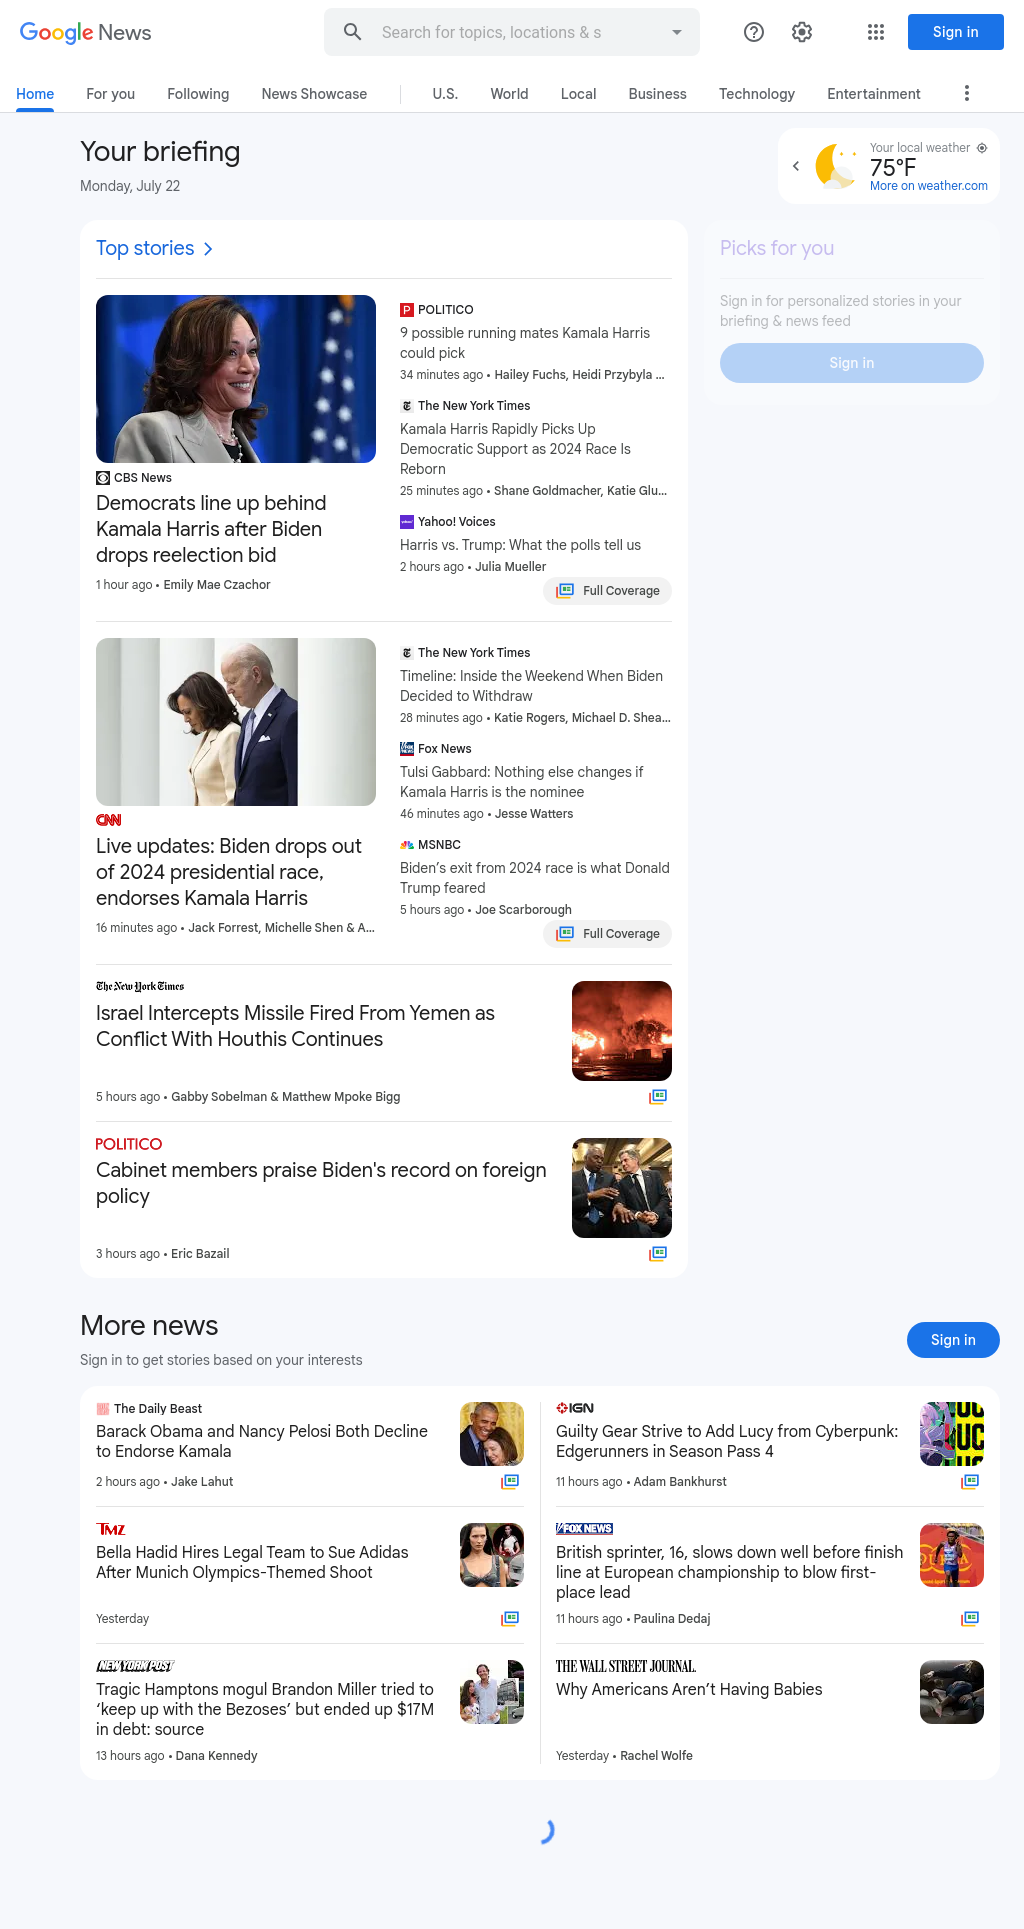 Google News
Search for topics, locations & s
Sign in
Home
For you
Following
News Showcase
U.S.
World
Local
Business
Technology
Entertainment
Your briefing
Monday, July 22
Your local weather
75°F
More on weather.com
Top stories
Picks for you
Sign in for personalized stories in your
briefing & news feed
Sign in
CBS News
Democrats line up behind
Kamala Harris after Biden
drops reelection bid
1 hour ago • Emily Mae Czachor
POLITICO
9 possible running mates Kamala Harris
could pick
34 minutes ago • Hailey Fuchs, Heidi Przybyla ...
The New York Times
Kamala Harris Rapidly Picks Up
Democratic Support as 2024 Race Is
Reborn
25 minutes ago • Shane Goldmacher, Katie Glu...
Yahoo! Voices
Harris vs. Trump: What the polls tell us
2 hours ago • Julia Mueller
Full Coverage
CNN
Live updates: Biden drops out
of 2024 presidential race,
endorses Kamala Harris
16 minutes ago • Jack Forrest, Michelle Shen & A...
The New York Times
Timeline: Inside the Weekend When Biden
Decided to Withdraw
28 minutes ago • Katie Rogers, Michael D. Shea...
Fox News
Tulsi Gabbard: Nothing else changes if
Kamala Harris is the nominee
46 minutes ago • Jesse Watters
MSNBC
Biden’s exit from 2024 race is what Donald
Trump feared
5 hours ago • Joe Scarborough
Full Coverage
The New York Times
Israel Intercepts Missile Fired From Yemen as
Conflict With Houthis Continues
5 hours ago • Gabby Sobelman & Matthew Mpoke Bigg
POLITICO
Cabinet members praise Biden's record on foreign
policy
3 hours ago • Eric Bazail
More news
Sign in to get stories based on your interests
Sign in
The Daily Beast
Barack Obama and Nancy Pelosi Both Decline
to Endorse Kamala
2 hours ago • Jake Lahut
IGN
Guilty Gear Strive to Add Lucy from Cyberpunk:
Edgerunners in Season Pass 4
11 hours ago • Adam Bankhurst
TMZ
Bella Hadid Hires Legal Team to Sue Adidas
After Munich Olympics-Themed Shoot
Yesterday
FOX NEWS
British sprinter, 16, slows down well before finish
line at European championship to blow first-
place lead
11 hours ago • Paulina Dedaj
NEW YORK POST
Tragic Hamptons mogul Brandon Miller tried to
‘keep up with the Bezoses’ but ended up $17M
in debt: source
13 hours ago • Dana Kennedy
THE WALL STREET JOURNAL.
Why Americans Aren’t Having Babies
Yesterday • Rachel Wolfe